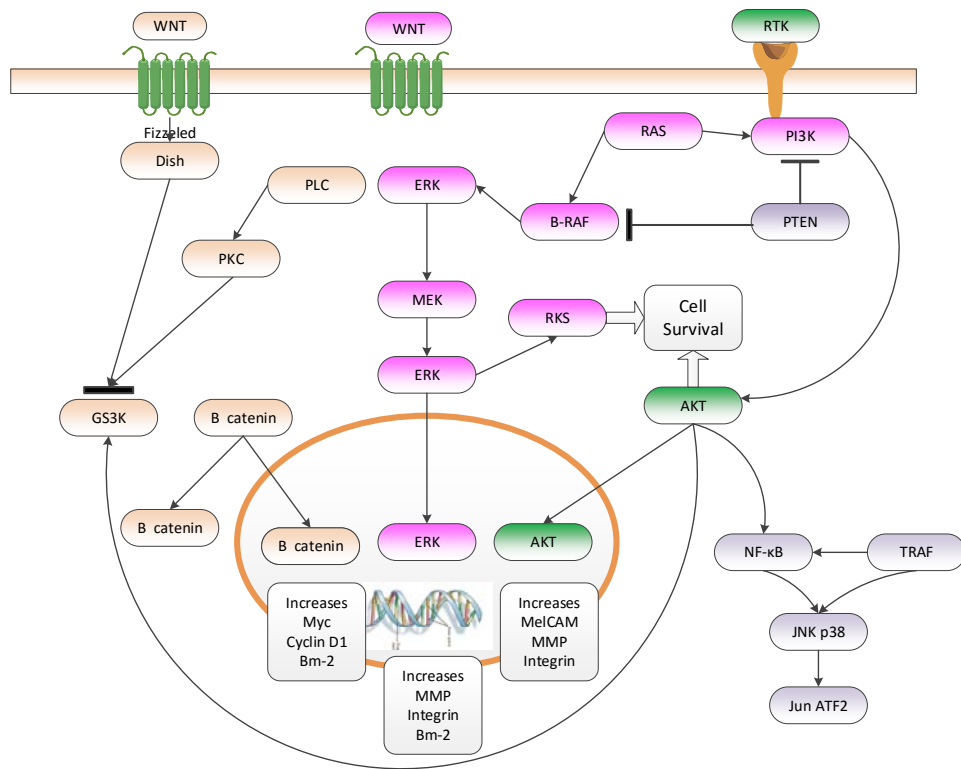 WNT
WNT
RTK
Fizzeled
Dish
RAS
PI3K
PLC
ERK
B-RAF
PTEN
PKC
MEK
RKS
Cell
Survival
ERK
GS3K
B catenin
AKT
B catenin
B catenin
ERK
AKT
NF-κB
TRAF
Increases
Myc
Cyclin D1
Bm-2
Increases
MelCAM
MMP
Integrin
JNK p38
Increases
MMP
Integrin
Bm-2
Jun ATF2